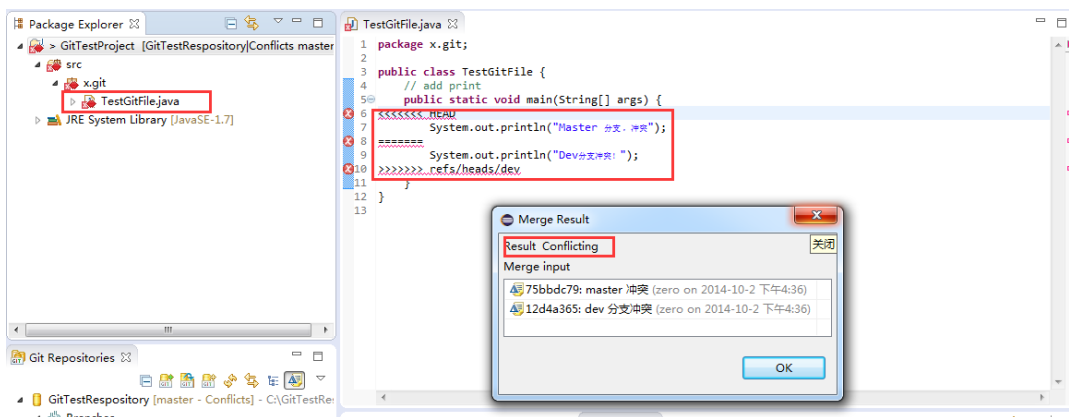 Package Explorer
> GitTestProject [GitTestRespository|Conflicts master
src
x.git
TestGitFile.java
JRE System Library [JavaSE-1.7]
Git Repositories
GitTestRespository [master - Conflicts] - C:\GitTestRe
Branches
TestGitFile.java
1 package x.git;
2
3 public class TestGitFile {
4 // add print
5 public static void main(String[] args) {
6 <<<<<<< HEAD
7 System.out.println("Master 分支，冲突");
8 =======
9 System.out.println("Dev分支冲突！");
10 >>>>>>> refs/heads/dev
11 }
12 }
13
Merge Result
关闭
Result Conflicting
Merge input
75bbdc79: master 冲突 (zero on 2014-10-2 下午4:36)
12d4a365: dev 分支冲突 (zero on 2014-10-2 下午4:36)
OK